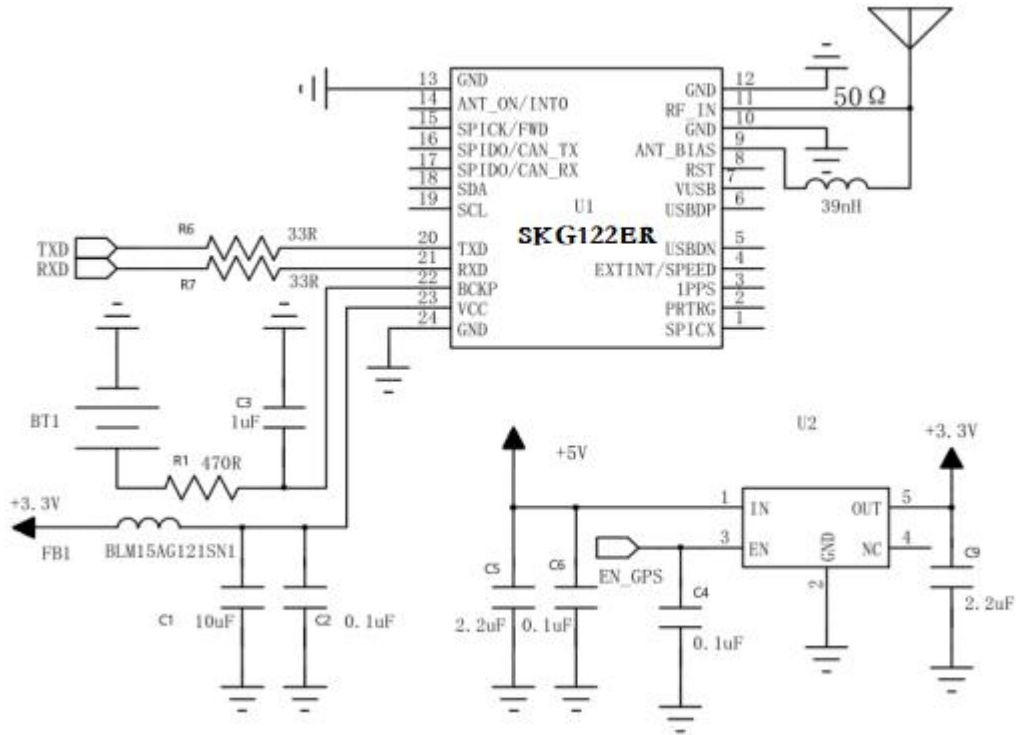 13 GND
14 ANT_ON/INT0
15 SPICK/FWD
16 SPIDO/CAN_TX
17 SPIDO/CAN_RX
18 SDA
19 SCL
20 TXD
21 RXD
22 BCKP
23 VCC
24 GND
U1
SKG122ER
GND 12
RF_IN 11
GND 10
ANT_BIAS 9
RST 8
VUSB 7
USBDP 6
USBDN 5
EXTINT/SPEED 4
1PPS 3
PRTRG 2
SPICX 1
50Ω
39nH
TXD
RXD
R6 33R
R7 33R
BT1
C3
1uF
R1 470R
+3.3V
FB1 BLM15AG121SN1
C1 10uF
C2 0.1uF
U2
+5V
+3.3V
1 IN
OUT 5
3 EN
NC 4
GND
2
EN_GPS
C5
2.2uF
C6
0.1uF
C4
0.1uF
C9
2.2uF